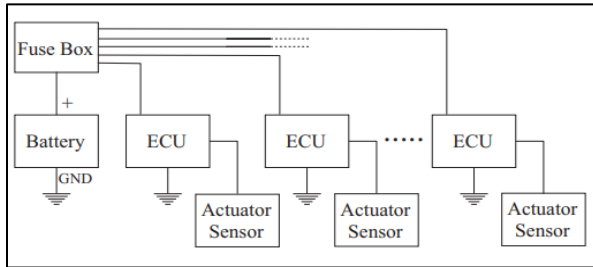 Fuse Box
+
Battery
ECU
ECU
.....
ECU
GND
Actuator
Sensor
Actuator
Sensor
Actuator
Sensor